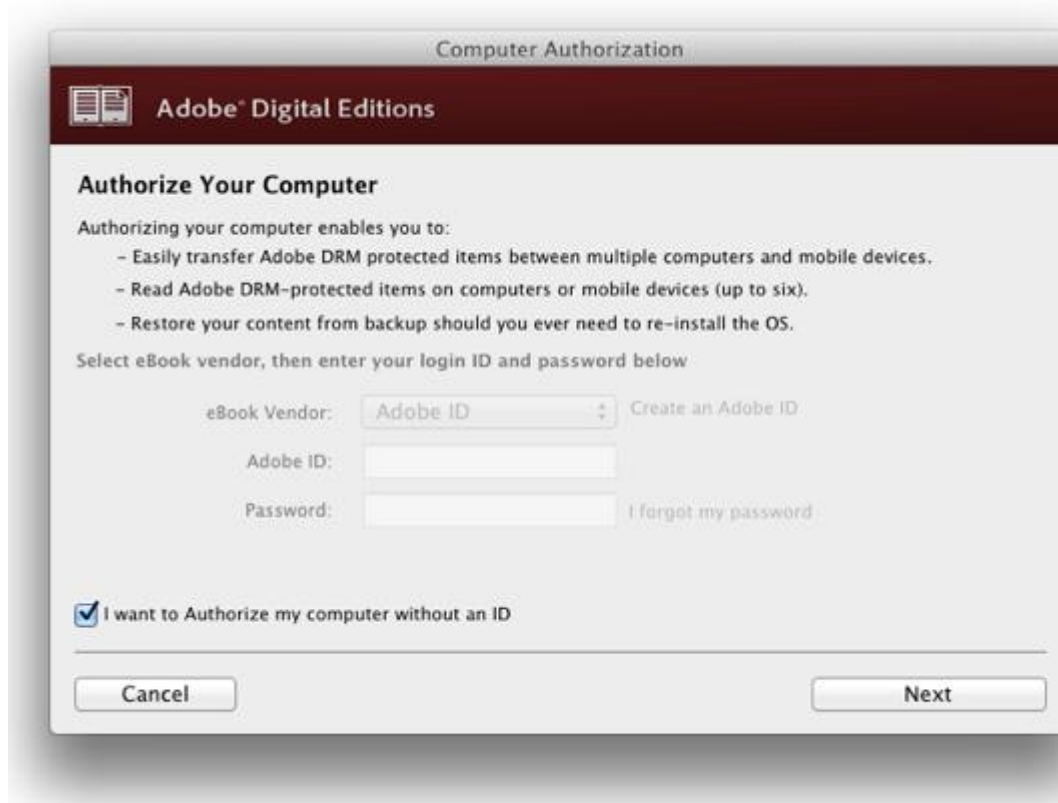 Computer Authorization
Adobe® Digital Editions
Authorize Your Computer
Authorizing your computer enables you to:
– Easily transfer Adobe DRM protected items between multiple computers and mobile devices.
– Read Adobe DRM-protected items on computers or mobile devices (up to six).
– Restore your content from backup should you ever need to re-install the OS.
Select eBook vendor, then enter your login ID and password below
eBook Vendor: Adobe ID Create an Adobe ID
Adobe ID:
Password: I forgot my password
I want to Authorize my computer without an ID
Cancel Next